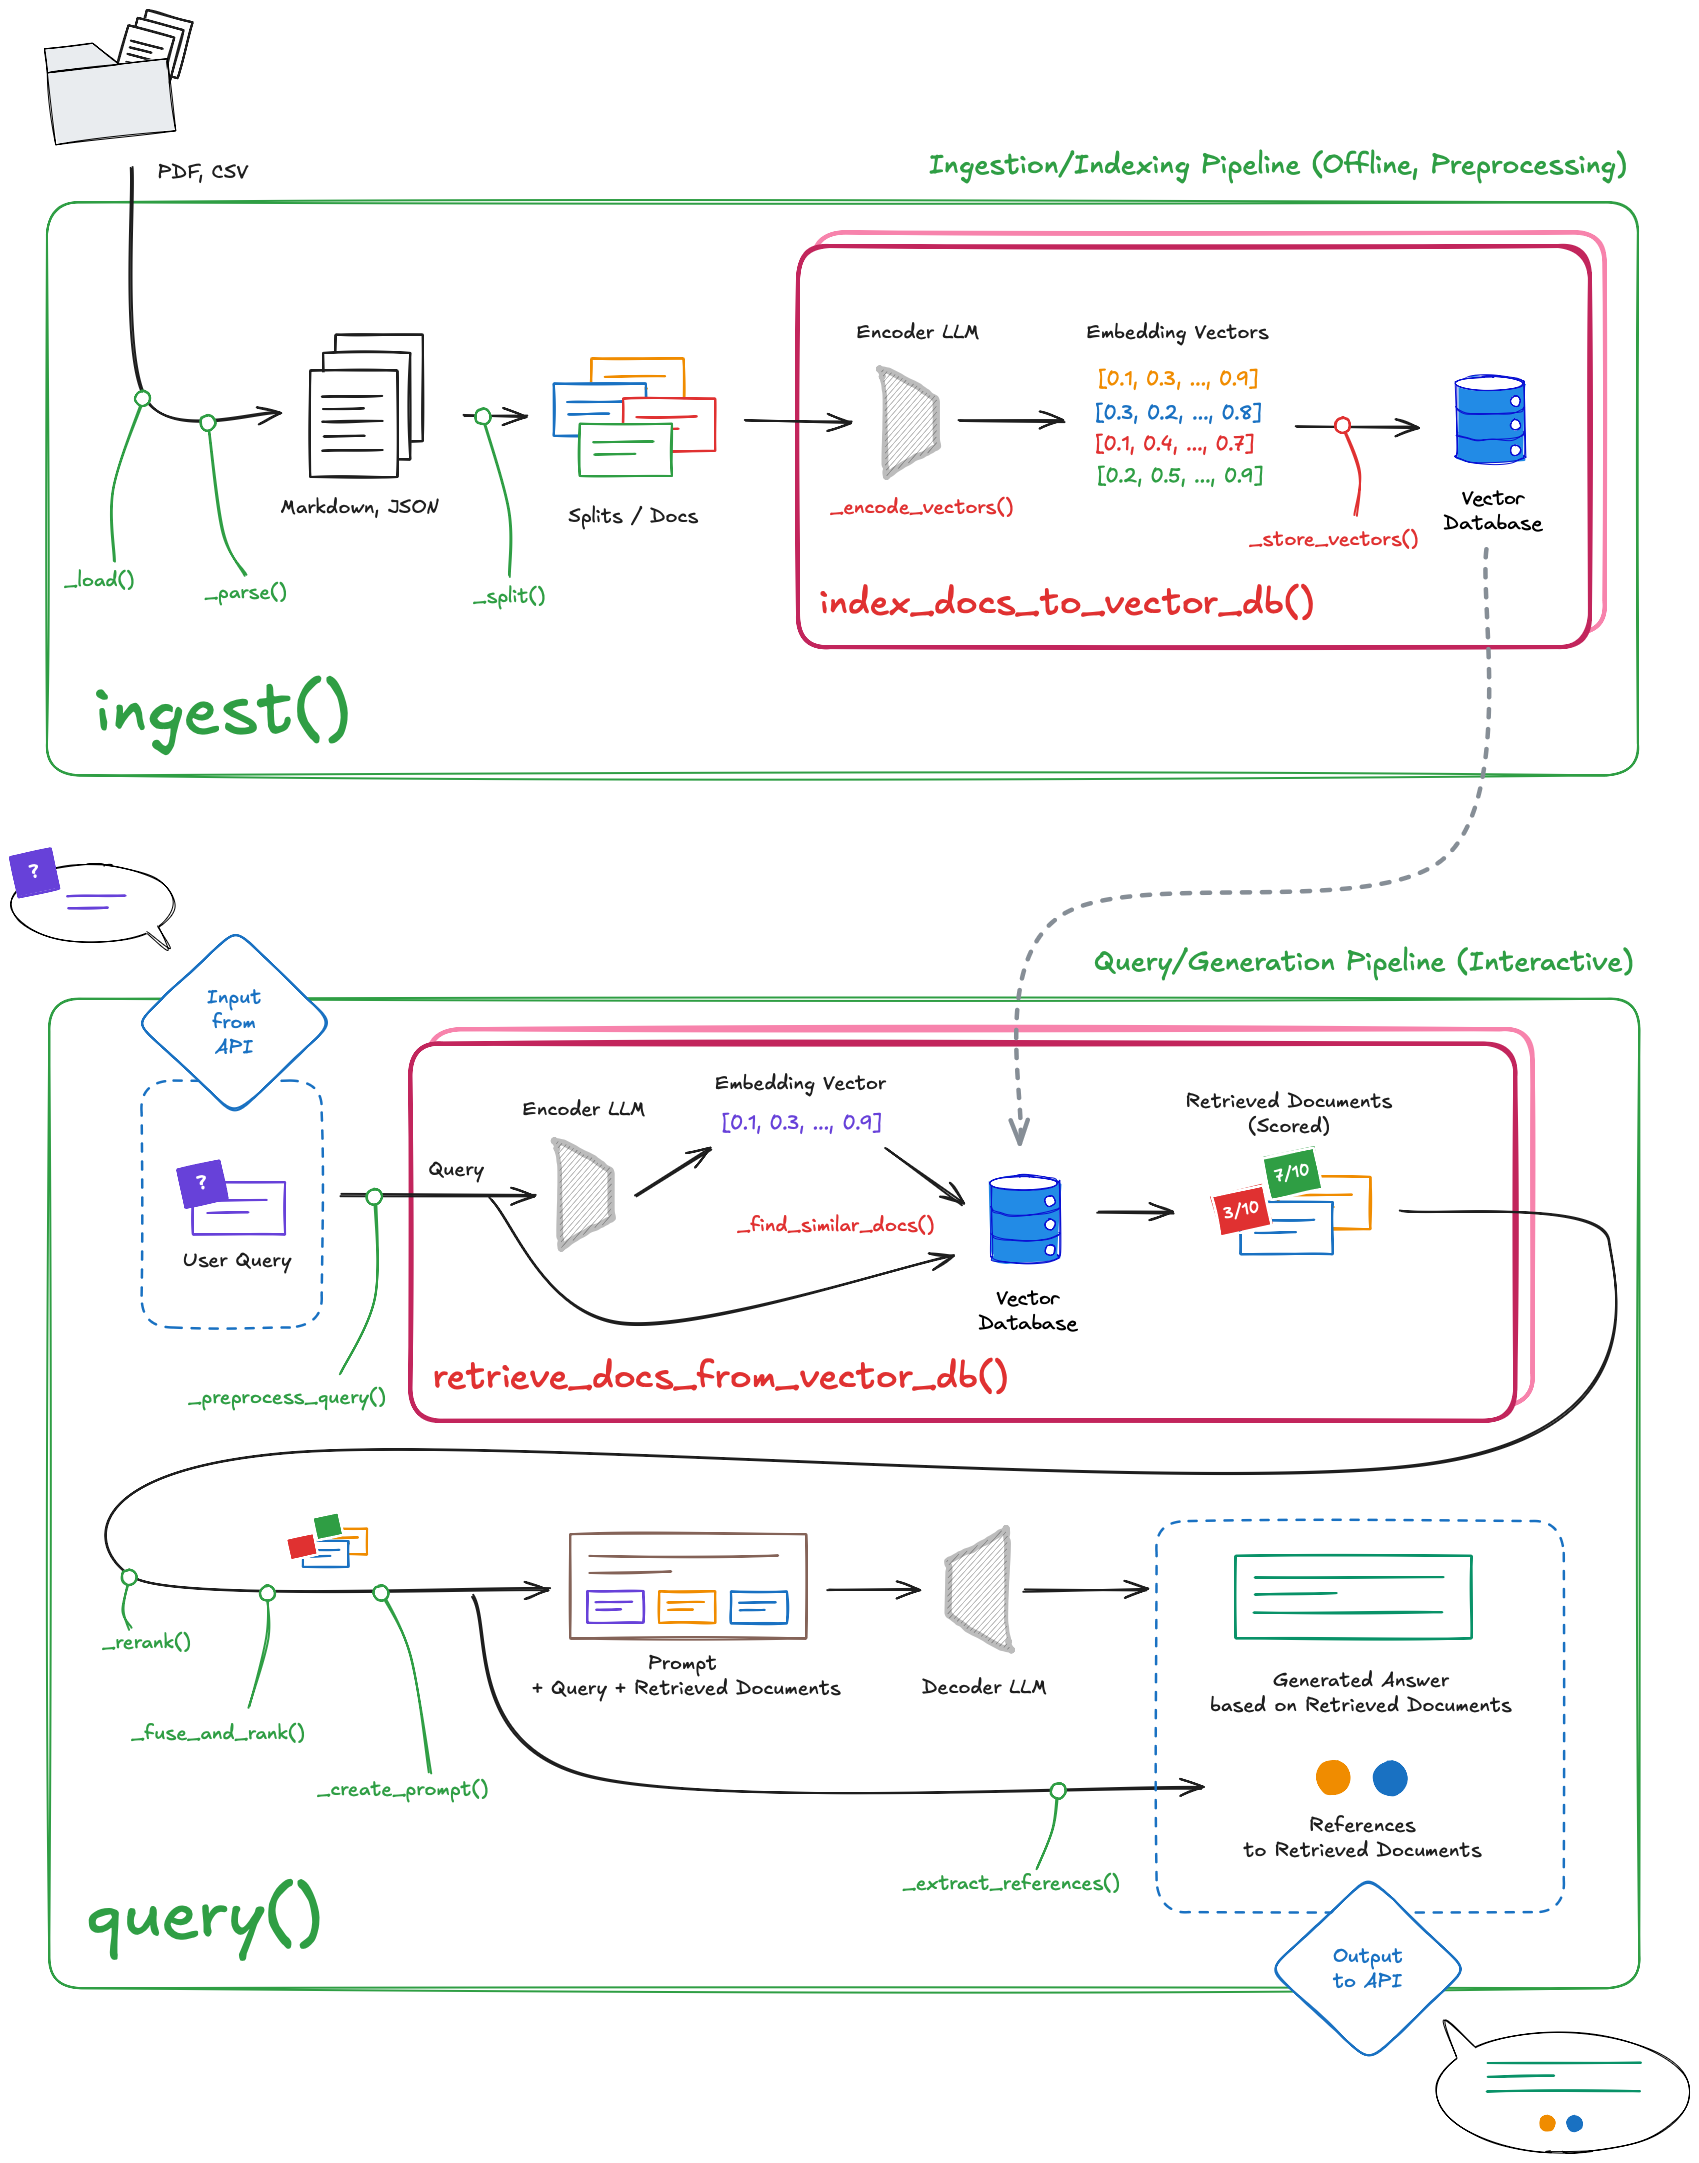 PDF, CSV
Ingestion/Indexing Pipeline (Offline, Preprocessing)
Encoder LLM
Embedding Vectors
[0.1, 0.3, ..., 0.9]
[0.3, 0.2, ..., 0.8]
[0.1, 0.4, ..., 0.7]
[0.2, 0.5, ..., 0.9]
Markdown, JSON
Splits / Docs
_encode_vectors()
Vector
Database
_store_vectors()
_load()
_parse()
_split()
index_docs_to_vector_db()
ingest()
?
Query/Generation Pipeline (Interactive)
Input
from
API
Encoder LLM
Embedding Vector
[0.1, 0.3, ..., 0.9]
Retrieved Documents
(Scored)
?
Query
7/10
3/10
_find_similar_docs()
User Query
Vector
Database
retrieve_docs_from_vector_db()
_preprocess_query()
_rerank()
Prompt
+ Query + Retrieved Documents
Decoder LLM
Generated Answer
based on Retrieved Documents
_fuse_and_rank()
_create_prompt()
References
to Retrieved Documents
_extract_references()
query()
Output
to API